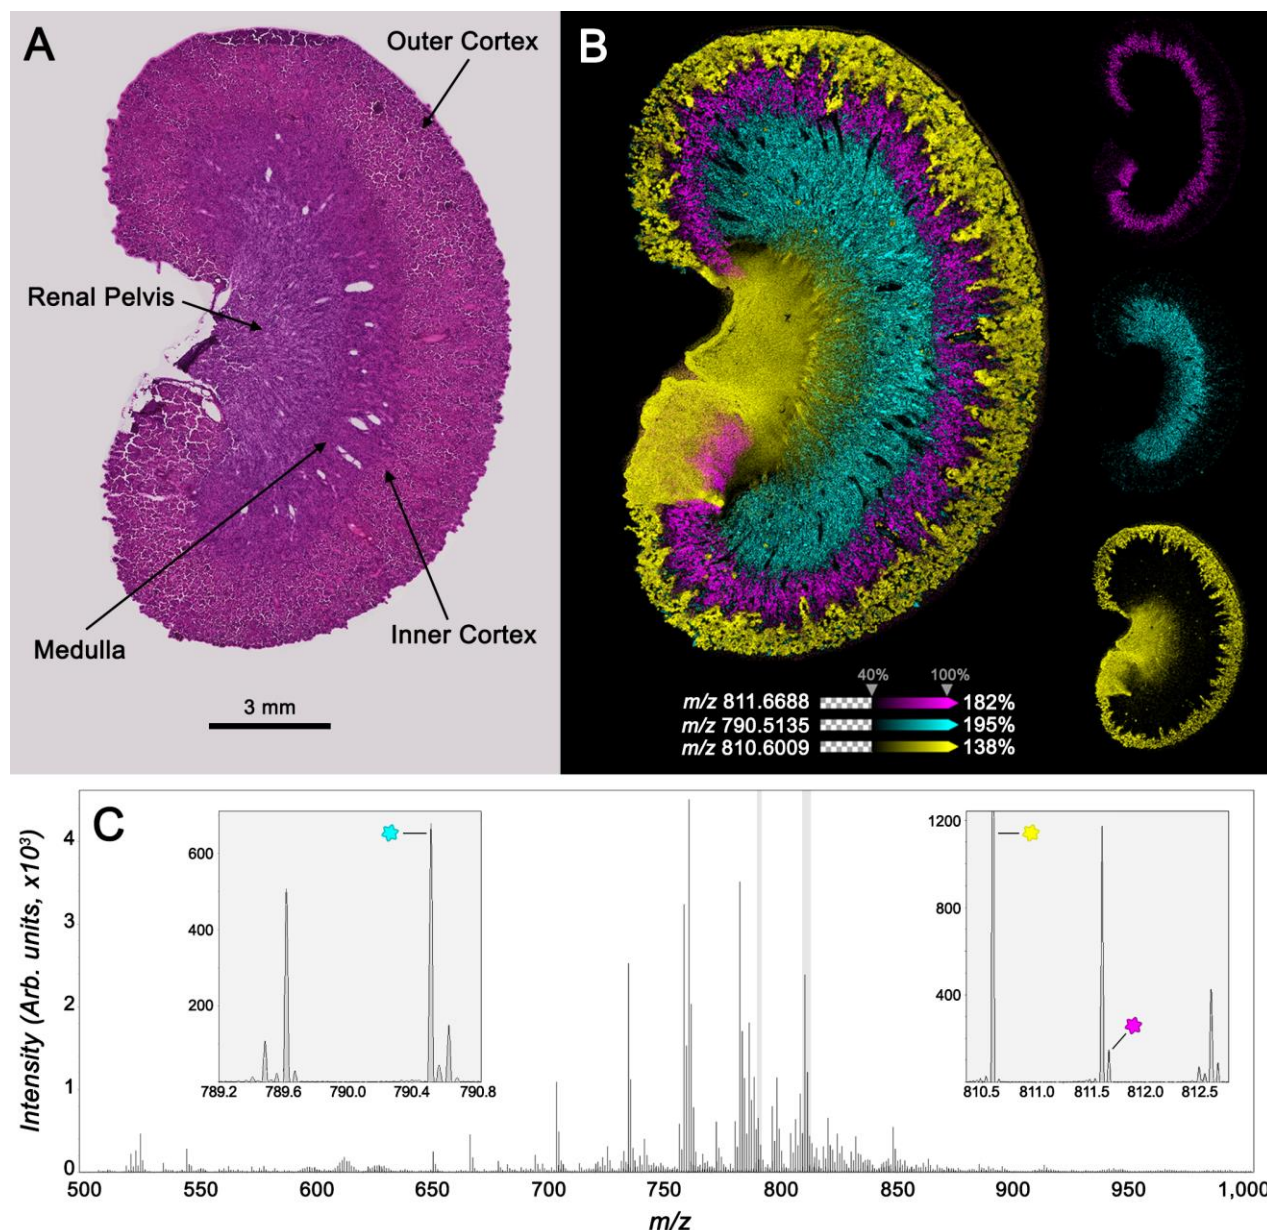 A
Outer Cortex
Renal Pelvis
Medulla
Inner Cortex
3 mm
B
40% 100%
m/z 811.6688 182%
m/z 790.5135 195%
m/z 810.6009 138%
C
Intensity (Arb. units, x10³)
4
3
2
1
0
500 550 600 650 700 750 800 850 900 950 1,000
m/z
600
400
200
789.2 789.6 790.0 790.4 790.8
1200
800
400
810.5 811.0 811.5 812.0 812.5